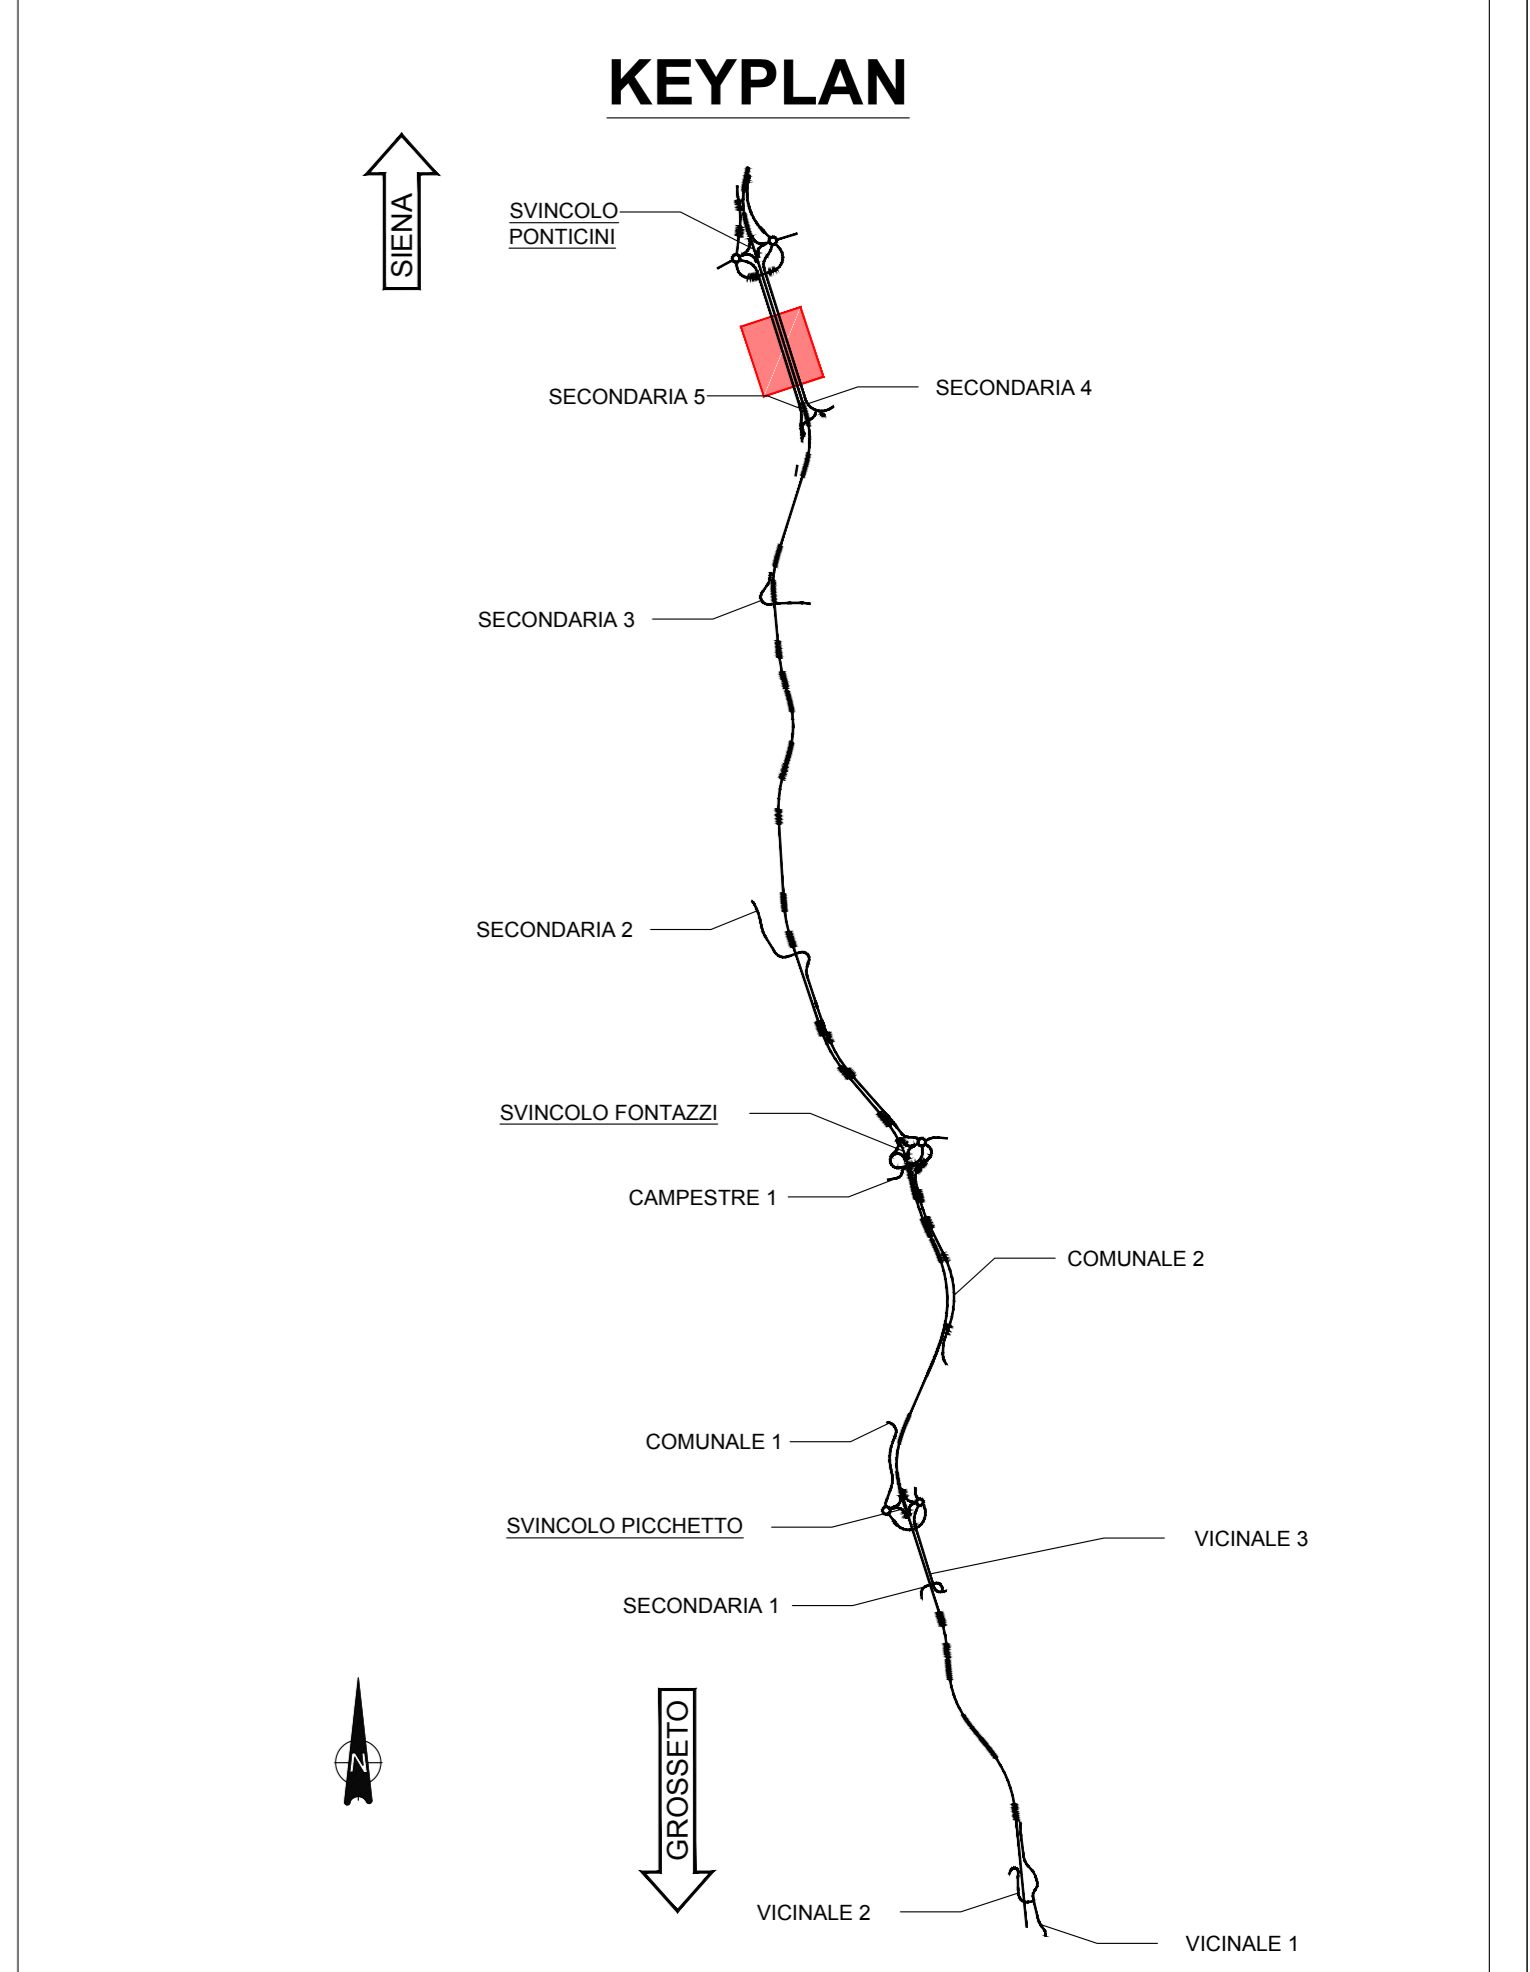 KEYPLAN
SIENA
SVINCOLO
PONTICINI
SECONDARIA 5
SECONDARIA 4
SECONDARIA 3
SECONDARIA 2
SVINCOLO FONTAZZI
CAMPESTRE 1
COMUNALE 2
COMUNALE 1
SVINCOLO PICCHETTO
VICINALE 3
SECONDARIA 1
N
GROSSETO
VICINALE 2
VICINALE 1